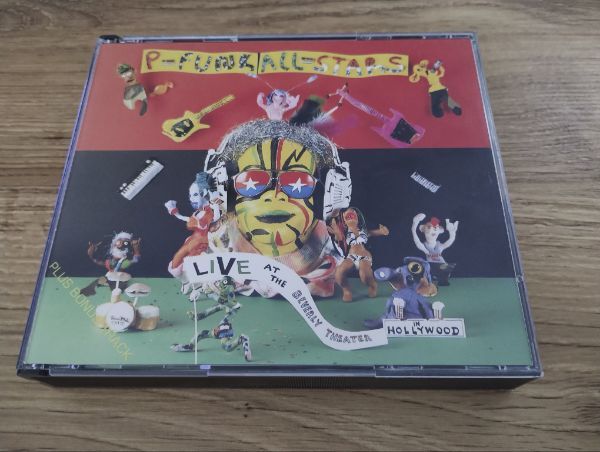 P-FUNK ALL-STARS
LIVE AT THE BEVERLY THEATER
IN
HOLLYWOOD
PLUS BONUS TRACK